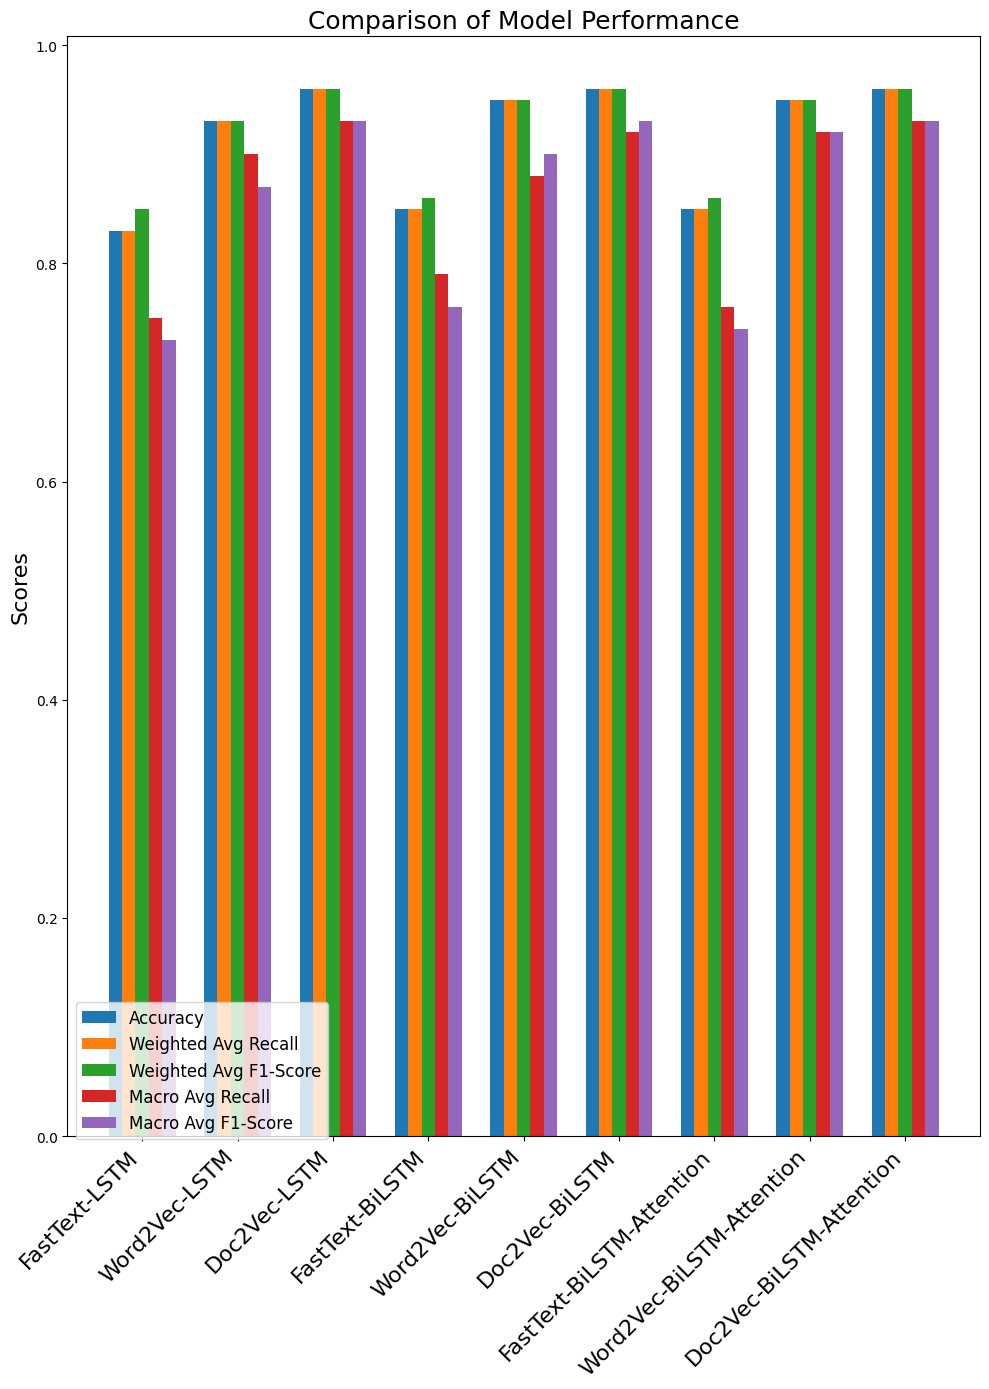 Comparison of Model Performance
Scores
1.0
0.8
0.6
0.4
0.2
0.0
Accuracy
Weighted Avg Recall
Weighted Avg F1-Score
Macro Avg Recall
Macro Avg F1-Score
FastText-LSTM
Word2Vec-LSTM
Doc2Vec-LSTM
FastText-BiLSTM
Word2Vec-BiLSTM
Doc2Vec-BiLSTM
FastText-BiLSTM-Attention
Word2Vec-BiLSTM-Attention
Doc2Vec-BiLSTM-Attention